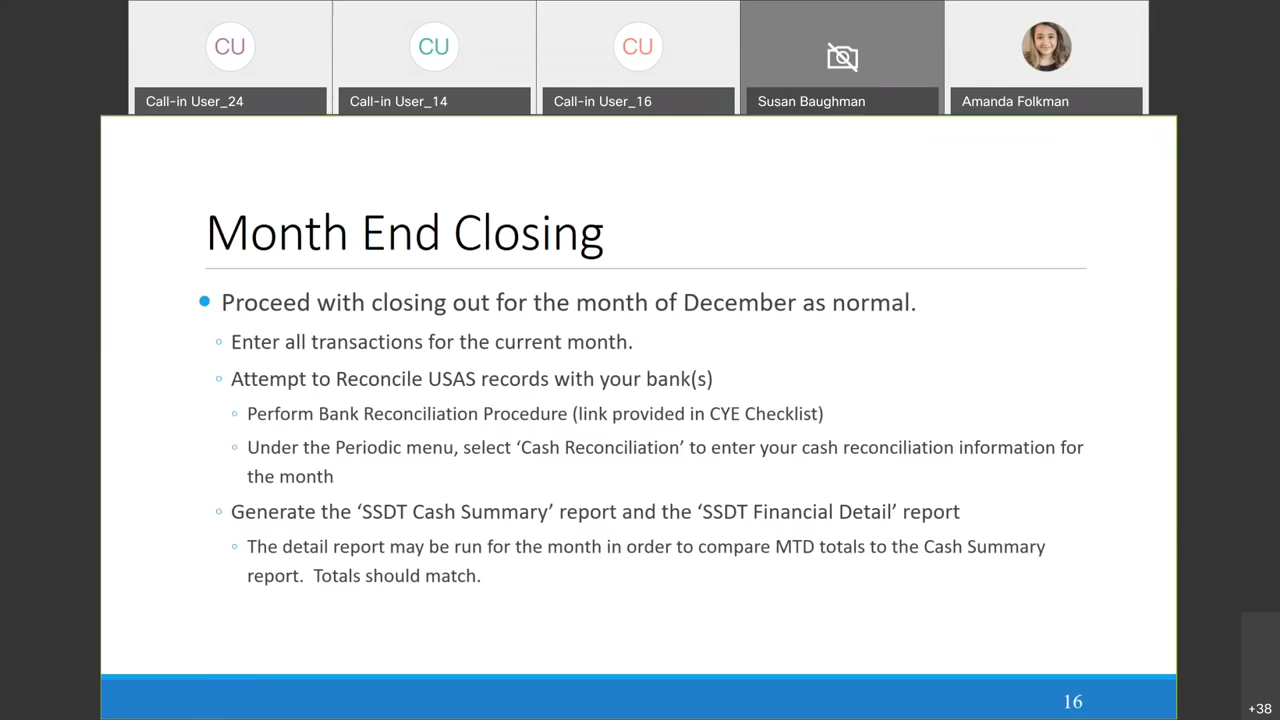 CU
CU
CU
Call-in User_24
Call-in User_14
Call-in User_16
Susan Baughman
Amanda Folkman
Month End Closing
Proceed with closing out for the month of December as normal.
Enter all transactions for the current month.
Attempt to Reconcile USAS records with your bank(s)
Perform Bank Reconciliation Procedure (link provided in CYE Checklist)
Under the Periodic menu, select ‘Cash Reconciliation’ to enter your cash reconciliation information for
the month
Generate the ‘SSDT Cash Summary’ report and the ‘SSDT Financial Detail’ report
The detail report may be run for the month in order to compare MTD totals to the Cash Summary
report.  Totals should match.
16
+38